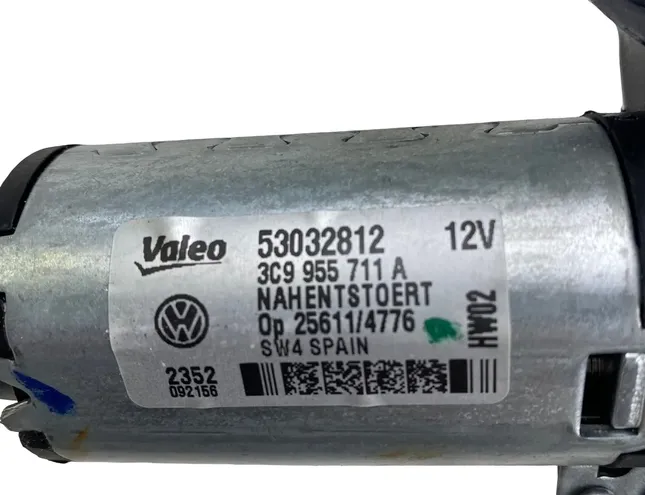 Valeo 53032812 12V
3C9 955 711 A
NAHENTSTOERT
Op 25611/4776
SW4 SPAIN
HW02
2352
092156